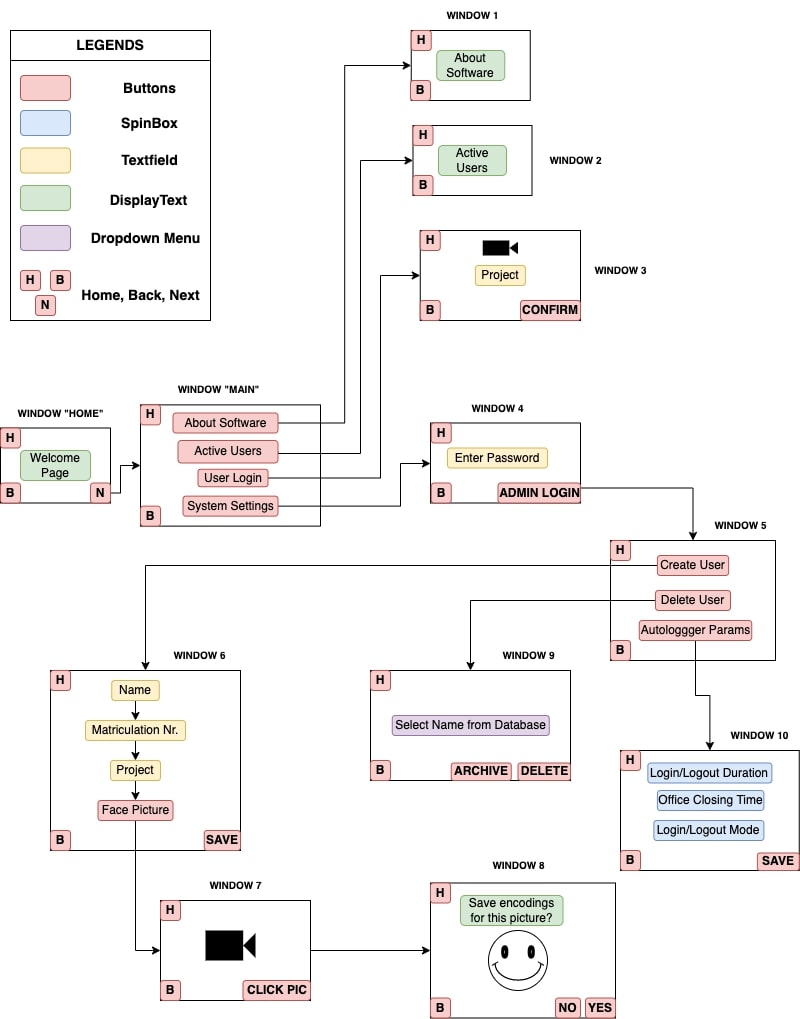 WINDOW 1
LEGENDS
H
About
Software
B
Buttons
SpinBox
Textfield
DisplayText
Dropdown Menu
H
B
N
Home, Back, Next
H
Active
Users
B
WINDOW 2
H
Project
B
CONFIRM
WINDOW 3
WINDOW "HOME"
H
Welcome
Page
B
N
WINDOW "MAIN"
H
About Software
Active Users
User Login
System Settings
B
WINDOW 4
H
Enter Password
B
ADMIN LOGIN
WINDOW 5
H
Create User
Delete User
Autologgger Params
B
WINDOW 6
H
Name
Matriculation Nr.
Project
Face Picture
B
SAVE
WINDOW 9
H
Select Name from Database
B
ARCHIVE
DELETE
WINDOW 10
H
Login/Logout Duration
Office Closing Time
Login/Logout Mode
B
SAVE
WINDOW 7
H
B
CLICK PIC
WINDOW 8
H
Save encodings
for this picture?
B
NO
YES